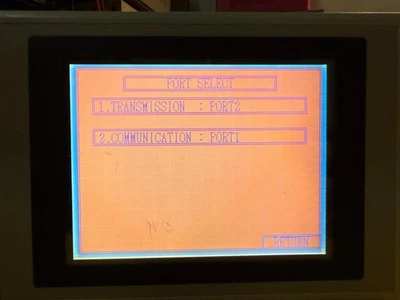 PORT SELECT
1.TRANSMISSION : PORT2
2.COMMUNICATION : PORT1
RETURN